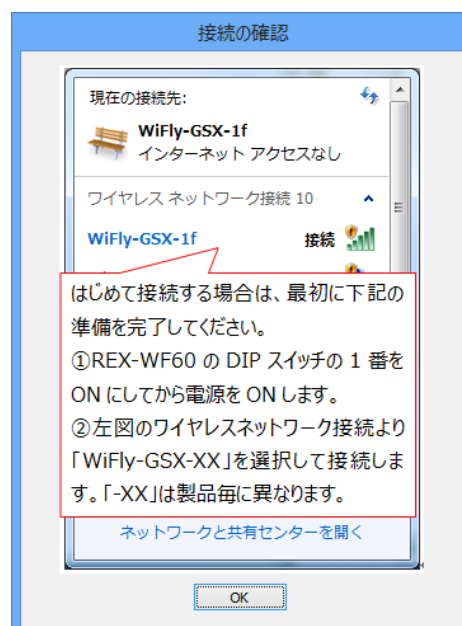 接続の確認
現在の接続先:
WiFly-GSX-1f
インターネット アクセスなし
ワイヤレス ネットワーク接続 10
WiFly-GSX-1f 接続
はじめて接続する場合は、最初に下記の
準備を完了してください。
①REX-WF60 の DIP スイッチの 1 番を
ON にしてから電源を ON します。
②左図のワイヤレスネットワーク接続より
「WiFly-GSX-XX」を選択して接続しま
す。「-XX」は製品毎に異なります。
ネットワークと共有センターを開く
OK